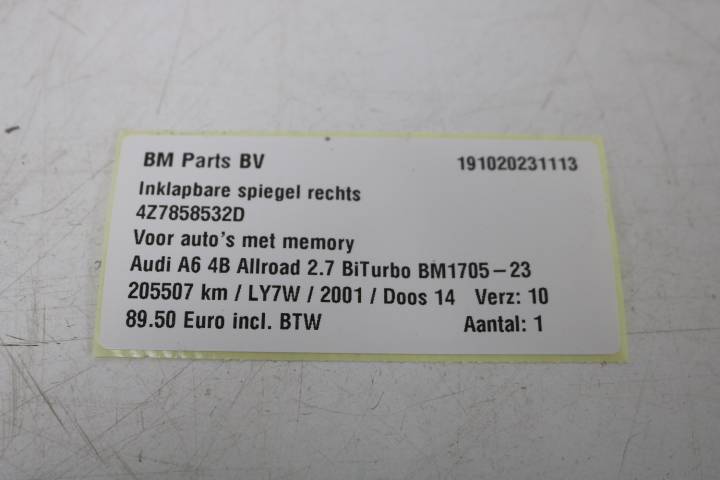 BM Parts BV 191020231113
Inklapbare spiegel rechts
4Z7858532D
Voor auto's met memory
Audi A6 4B Allroad 2.7 BiTurbo BM1705-23
205507 km / LY7W / 2001 / Doos 14 Verz: 10
89.50 Euro incl. BTW Aantal: 1